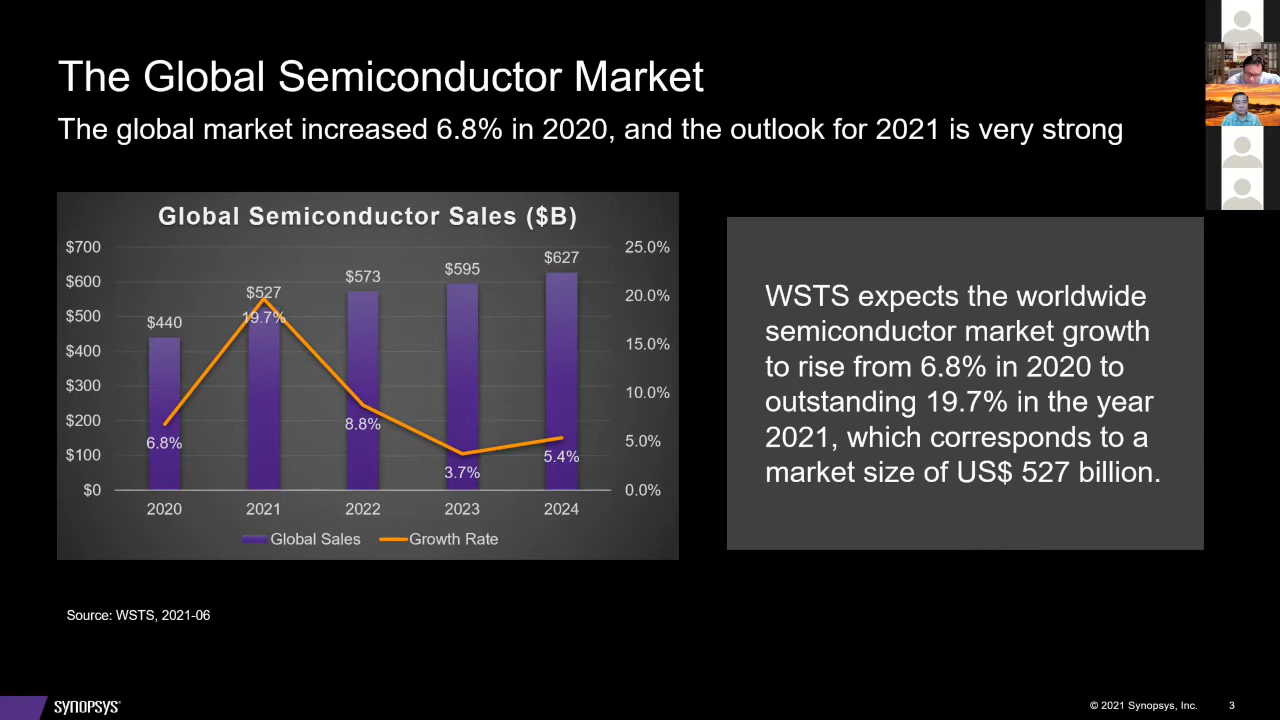 The Global Semiconductor Market
The global market increased 6.8% in 2020, and the outlook for 2021 is very strong
Global Semiconductor Sales ($B)
$700
$600
$500
$400
$300
$200
$100
$0
$440
$527
$573
$595
$627
6.8%
19.7%
8.8%
3.7%
5.4%
25.0%
20.0%
15.0%
10.0%
5.0%
0.0%
2020 2021 2022 2023 2024
Global Sales Growth Rate
WSTS expects the worldwide
semiconductor market growth
to rise from 6.8% in 2020 to
outstanding 19.7% in the year
2021, which corresponds to a
market size of US$ 527 billion.
Source: WSTS, 2021-06
SYNOPSYS®
© 2021 Synopsys, Inc. 3